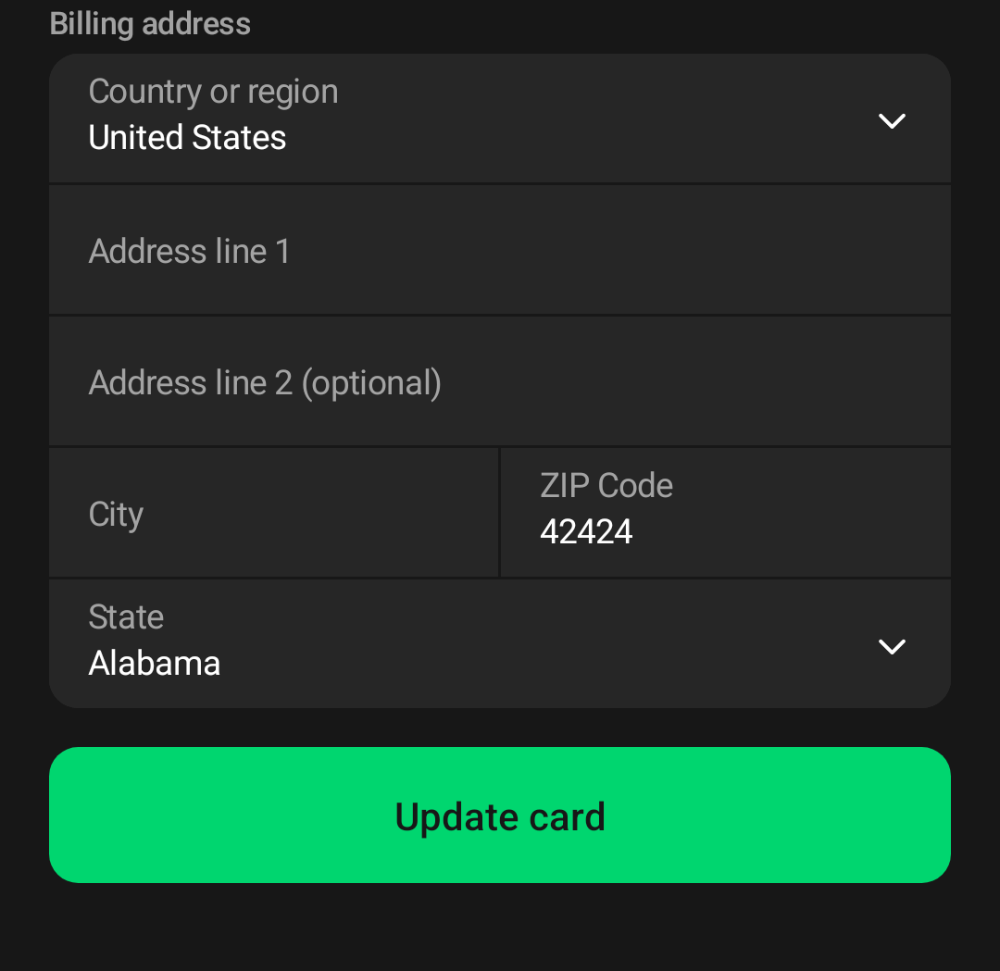 Billing address
Country or region
United States
Address line 1
Address line 2 (optional)
City
ZIP Code
42424
State
Alabama
Update card